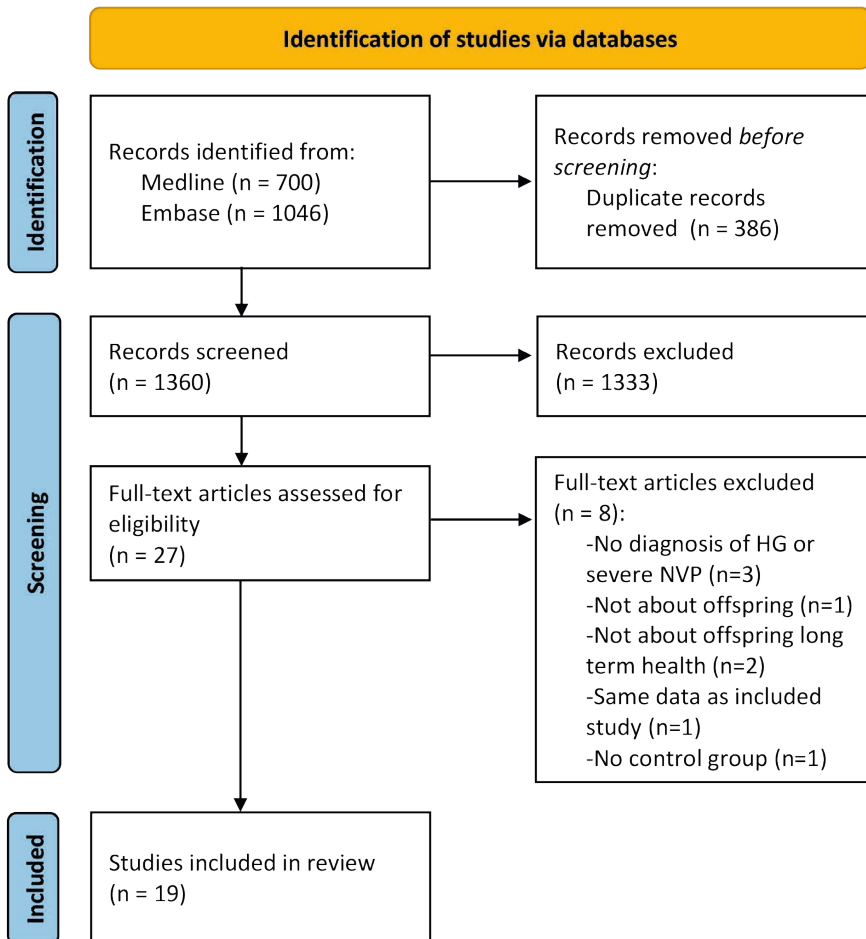 Identification of studies via databases
Identification
Records identified from:
Medline (n = 700)
Embase (n = 1046)
Records removed before
screening:
Duplicate records
removed (n = 386)
Screening
Records screened
(n = 1360)
Records excluded
(n = 1333)
Full-text articles assessed for
eligibility
(n = 27)
Full-text articles excluded
(n = 8):
-No diagnosis of HG or
severe NVP (n=3)
-Not about offspring (n=1)
-Not about offspring long
term health (n=2)
-Same data as included
study (n=1)
-No control group (n=1)
Included
Studies included in review
(n = 19)